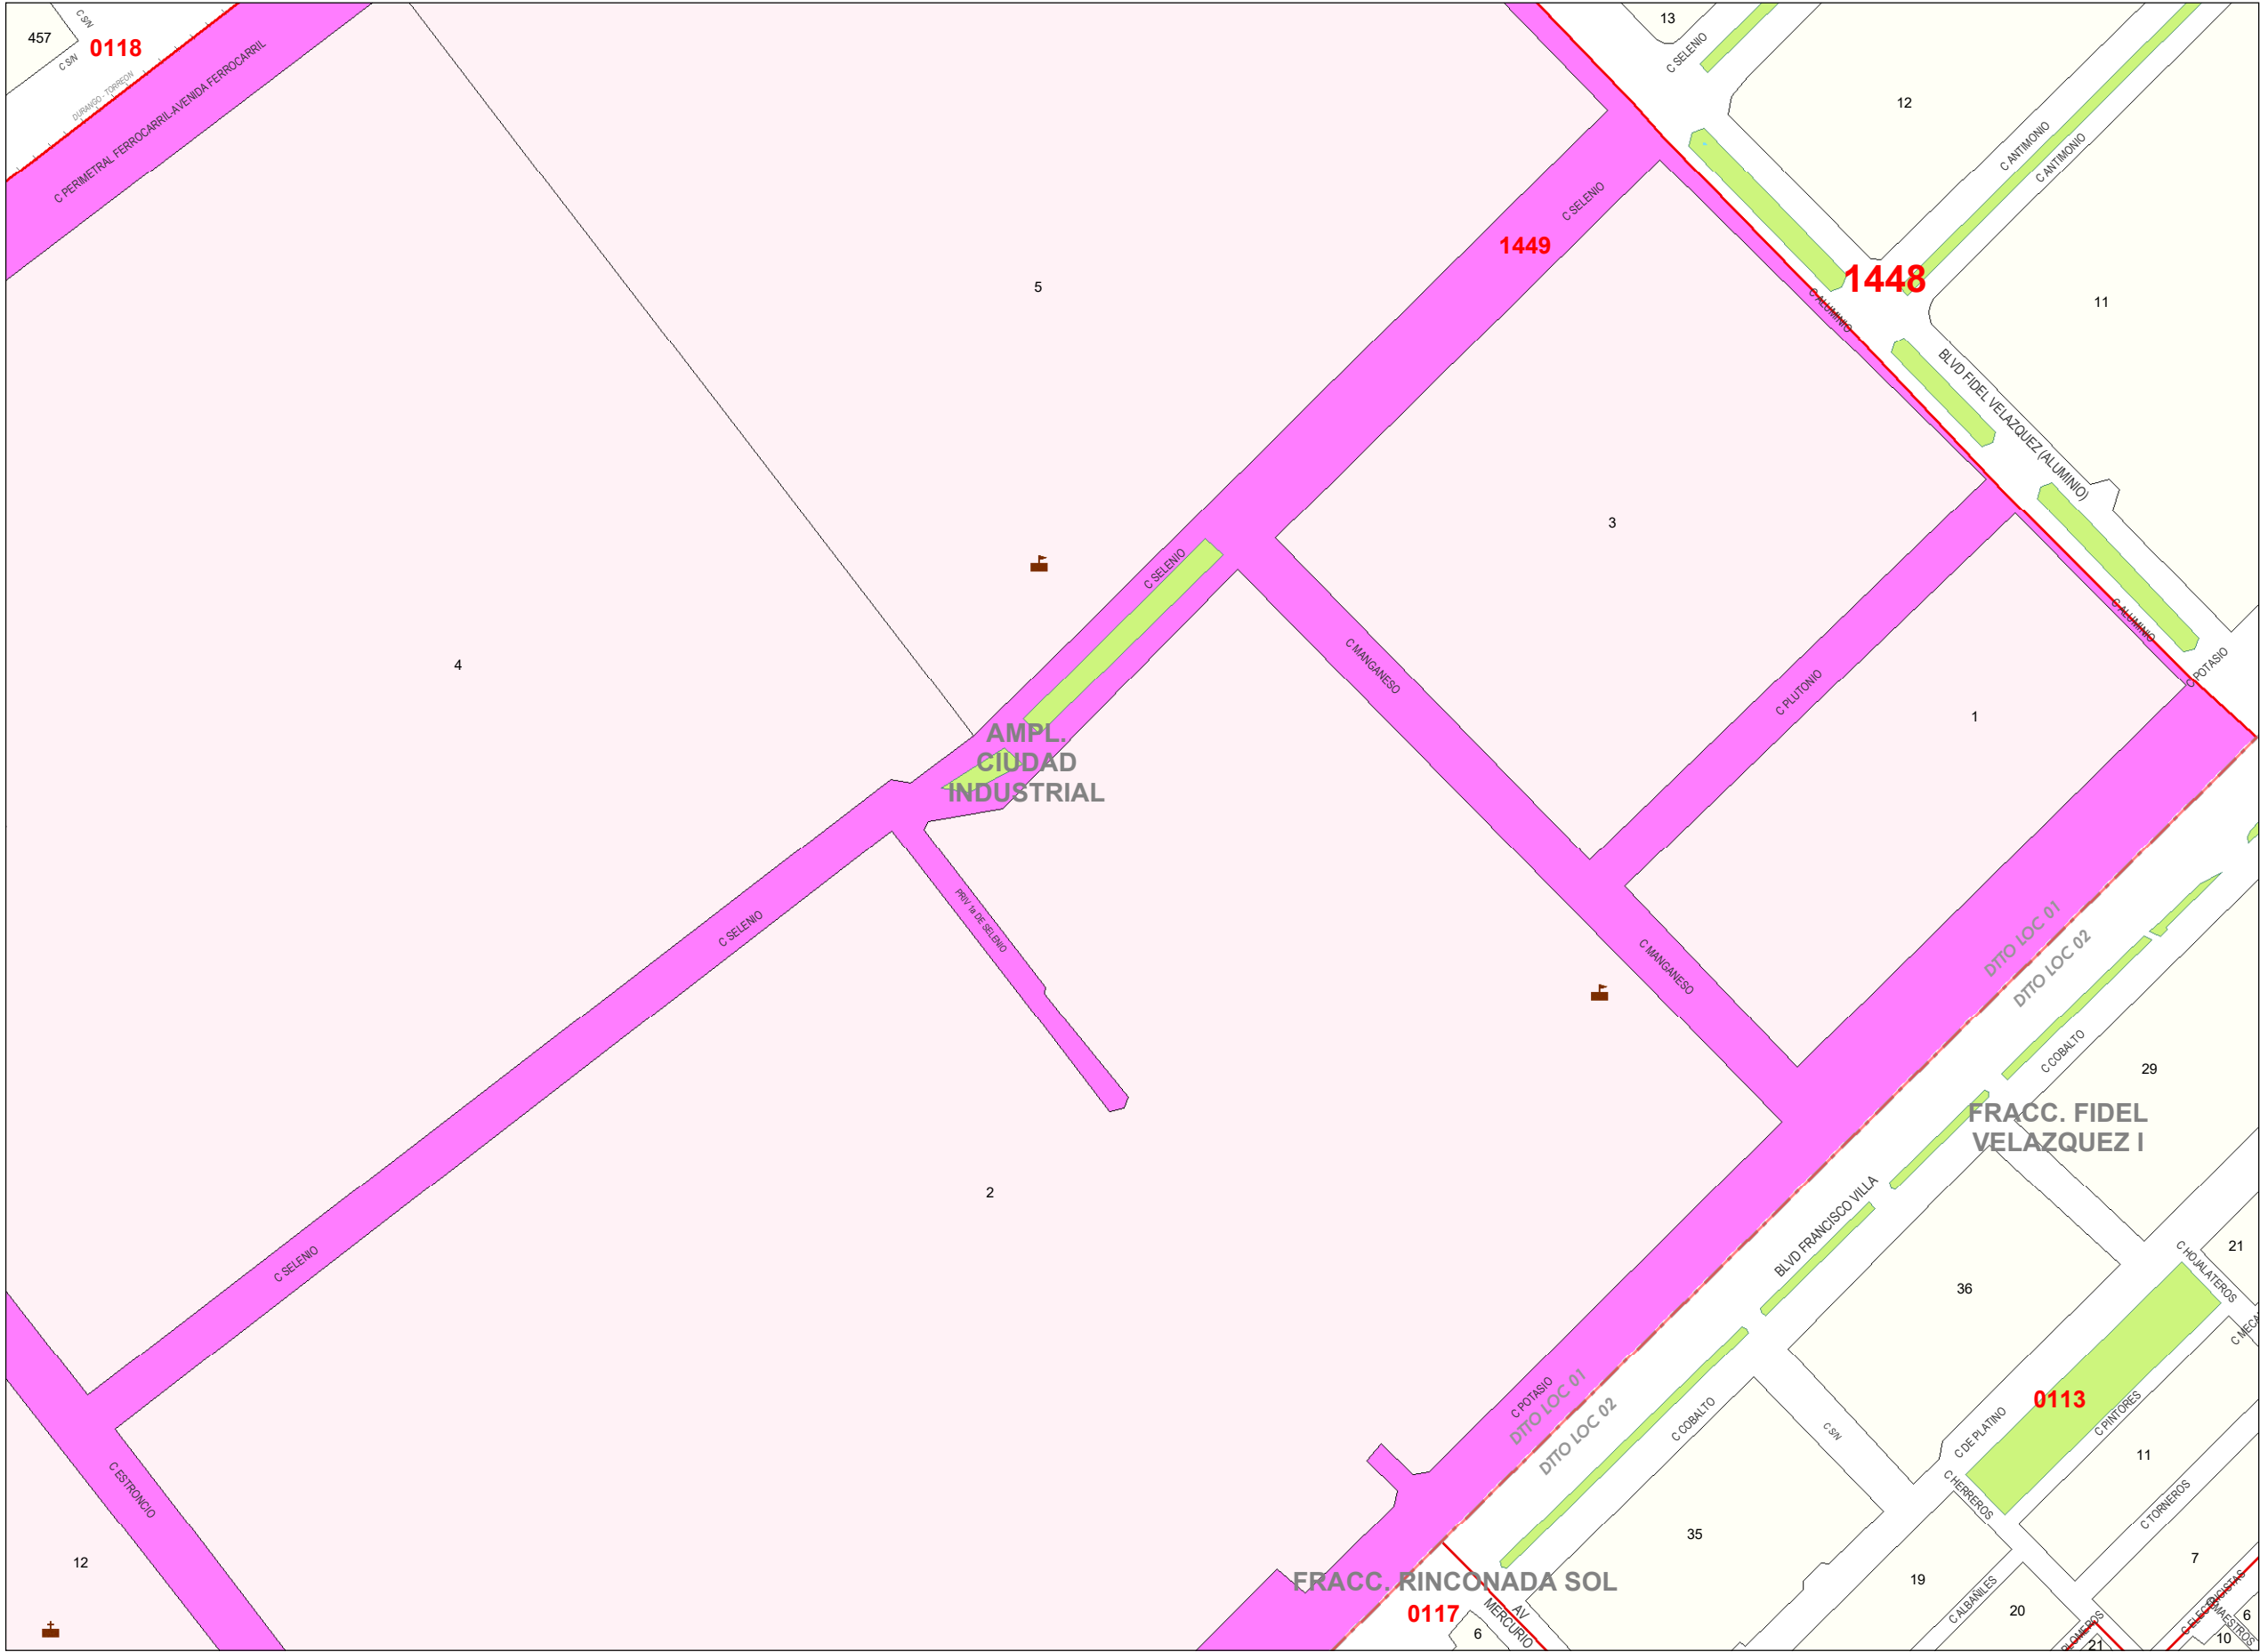 C S/N
13
457
0118
C S/N
C SELENIO
DURANGO - TORREON
C PERIMETRAL FERROCARRIL-AVENIDA FERROCARRIL
12
C ANTIMONIO
C ANTIMONIO
C SELENIO
1449
1448
5
11
C ALUMINIO
BLVD FIDEL VELAZQUEZ (ALUMINIO)
3
C SELENIO
C ALUMINIO
4
C MANGANESO
C POTASIO
C PLUTONIO
1
AMPL.
CIUDAD
INDUSTRIAL
PRIV 1a DE SELENIO
C SELENIO
DTTO LOC 01
DTTO LOC 02
C MANGANESO
C COBALTO
29
FRACC. FIDEL
VELAZQUEZ I
2
BLVD FRANCISCO VILLA
C SELENIO
21
C HOJALATEROS
36
C MECA
C POTASIO
DTTO LOC 01
DTTO LOC 02
0113
C COBALTO
C S/N
C DE PLATINO
C PINTORES
11
C ESTRONCIO
C HERREROS
C TORNEROS
35
12
7
FRACC. RINCONADA SOL
19
0117
AV
MERCURIO
C ALBAÑILES
20
C ELECTRICISTAS
6
6
PLOMEROS
21
10
MAESTROS